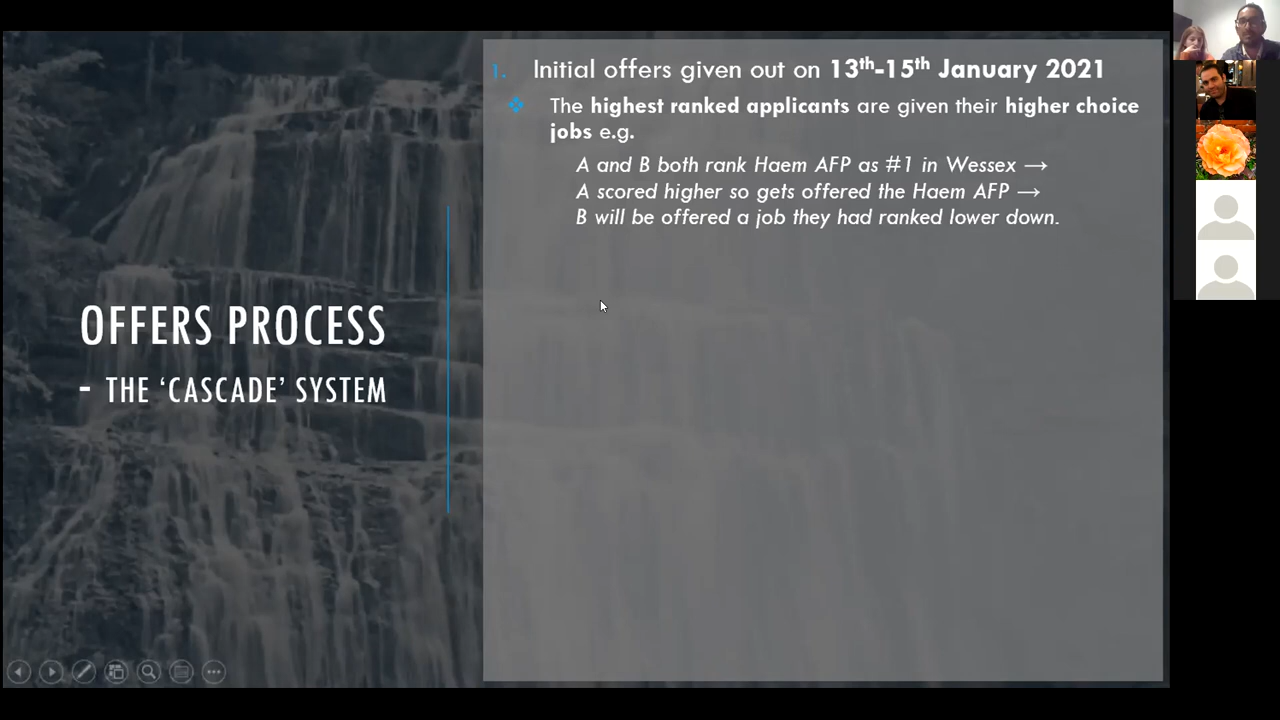 OFFERS PROCESS
- THE ‘CASCADE’ SYSTEM
1. Initial offers given out on 13th-15th January 2021
❖ The highest ranked applicants are given their higher choice
jobs e.g.
A and B both rank Haem AFP as #1 in Wessex →
A scored higher so gets offered the Haem AFP →
B will be offered a job they had ranked lower down.